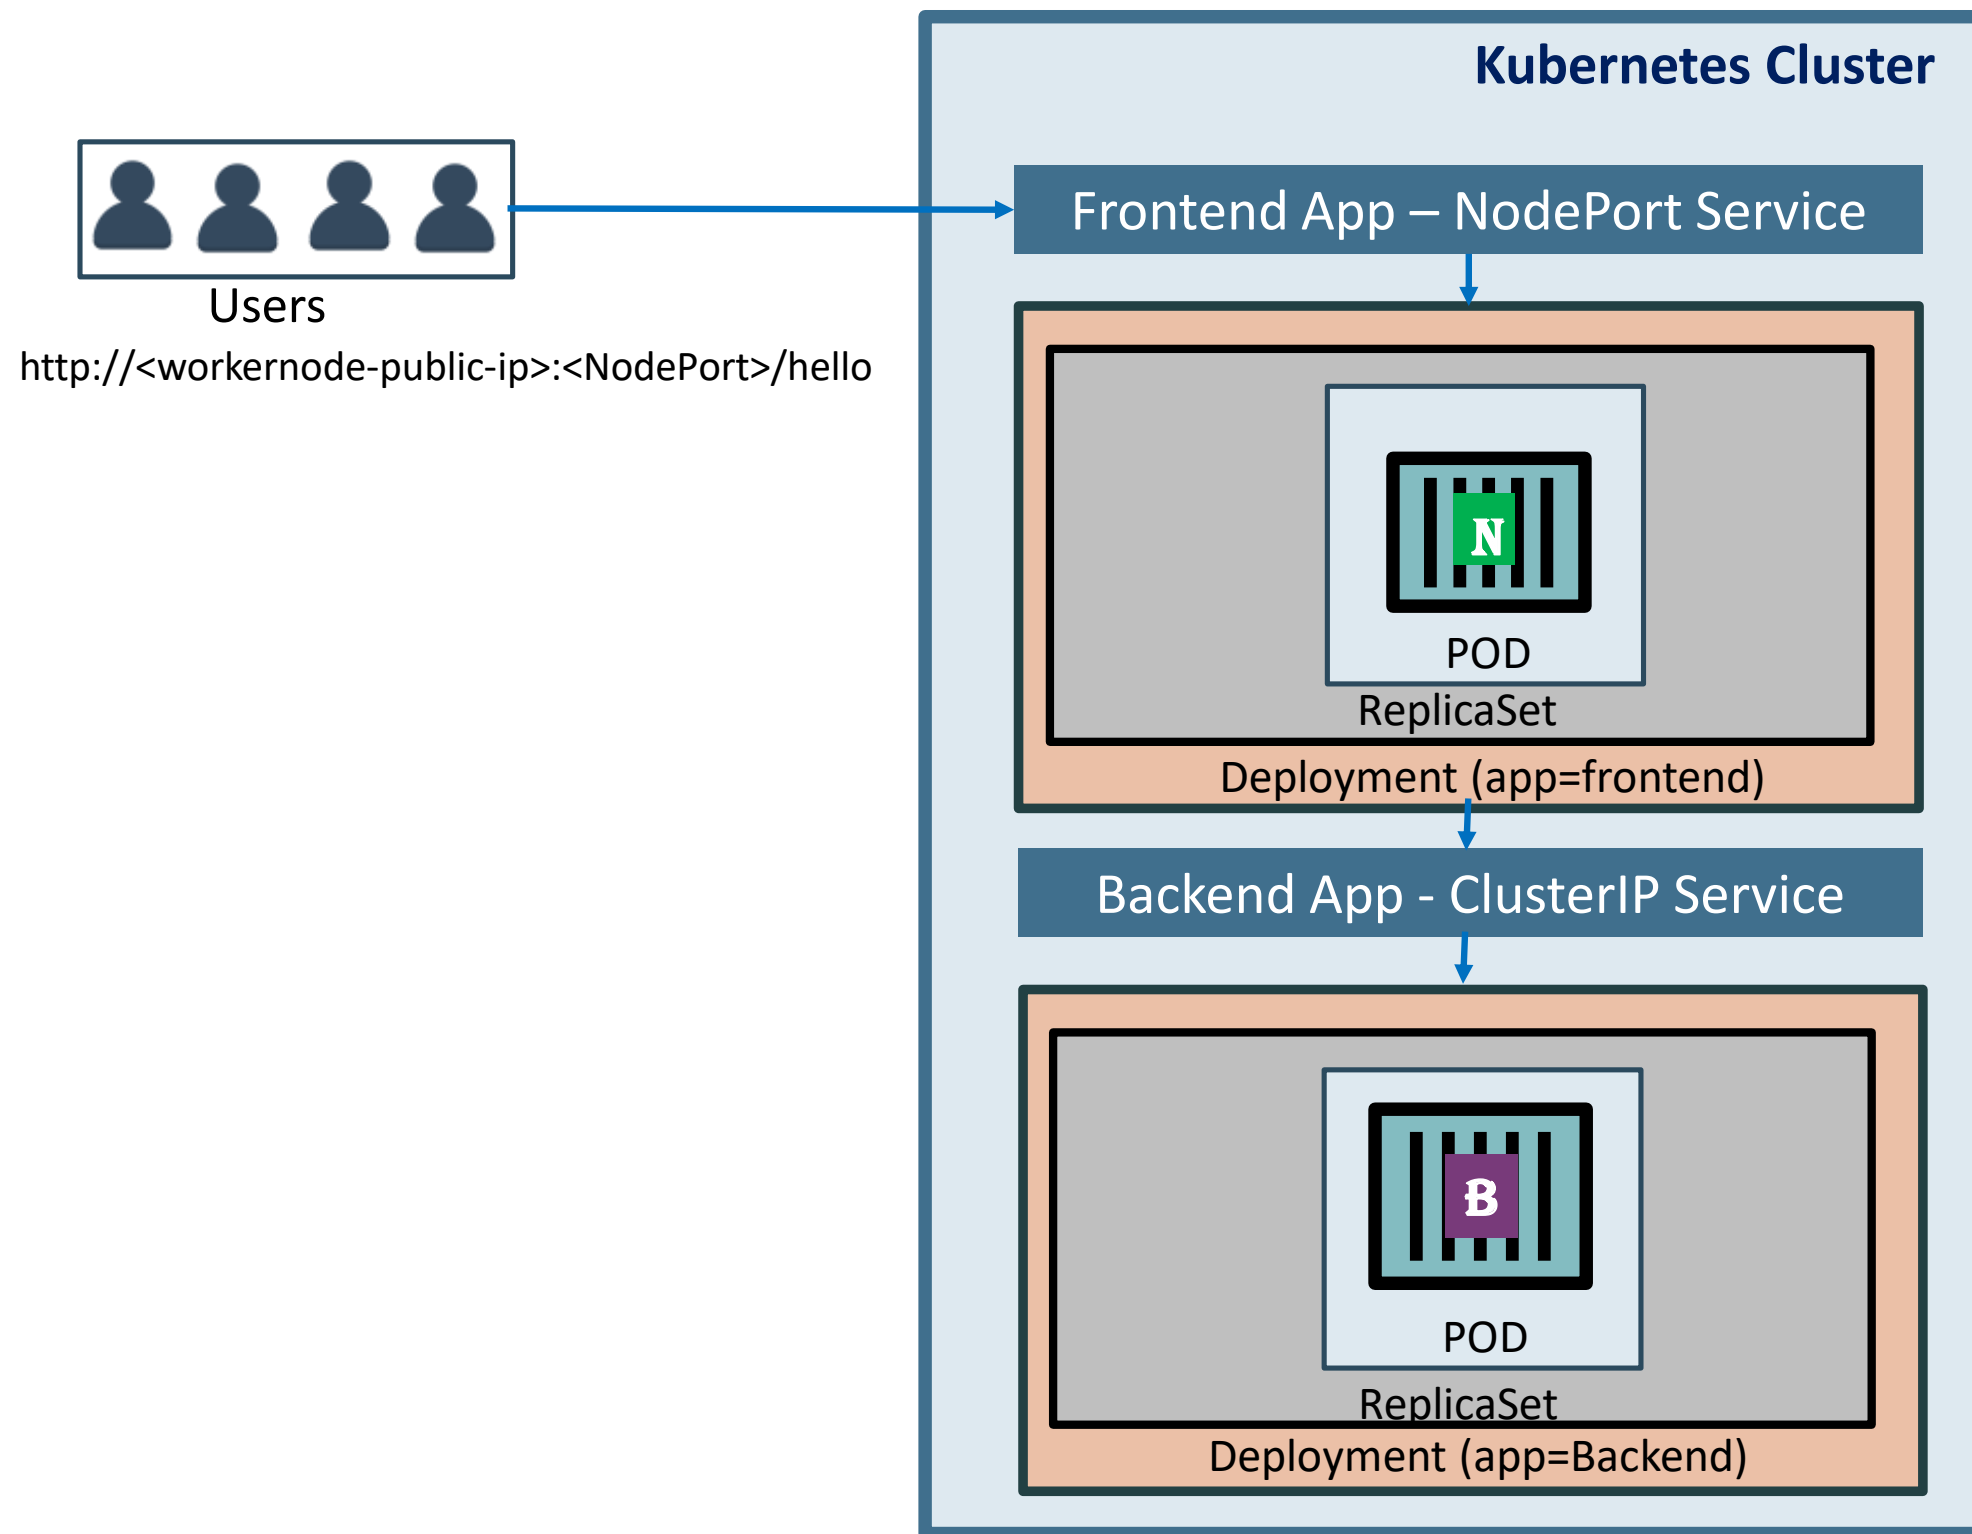 Kubernetes Cluster
Frontend App – NodePort Service
Users
http://<workernode-public-ip>:<NodePort>/hello
N
POD
ReplicaSet
Deployment (app=frontend)
Backend App - ClusterIP Service
B
POD
ReplicaSet
Deployment (app=Backend)